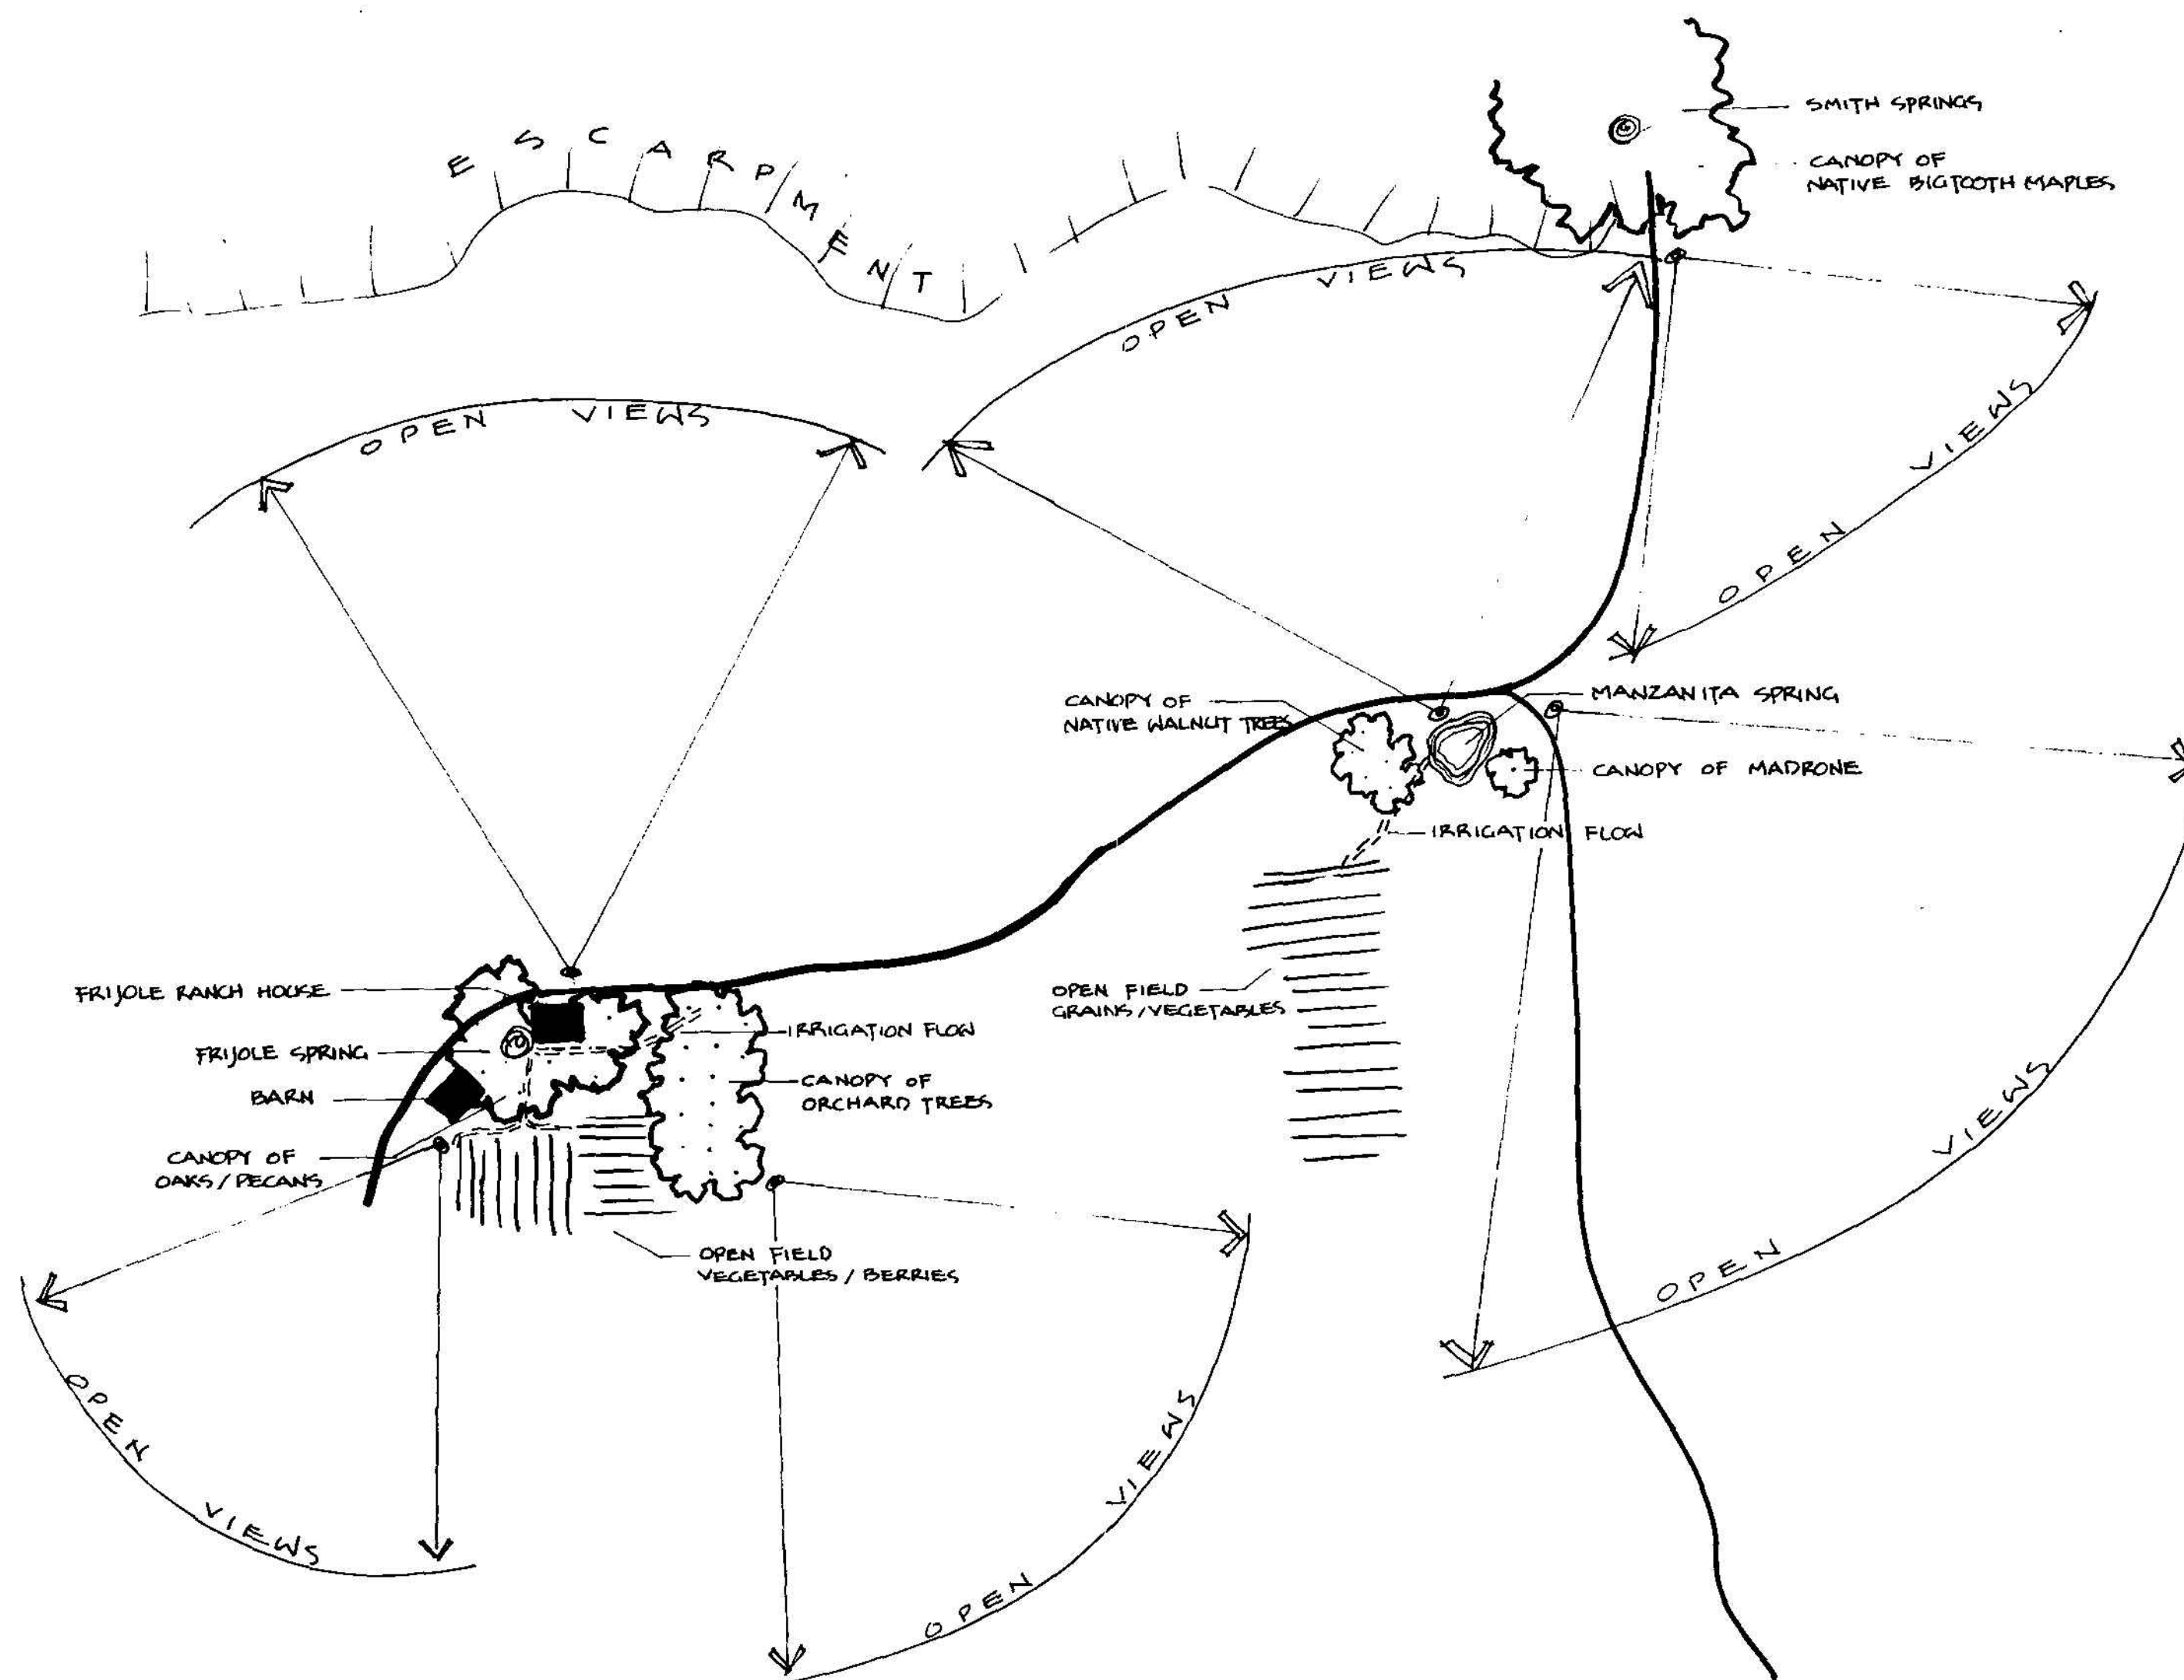 SMITH SPRINGS
CANOPY OF
NATIVE BIGTOOTH MAPLES
ESCARPMENT
OPEN VIEWS
OPEN VIEWS
OPEN VIEWS
CANOPY OF
NATIVE WALNUT TREES
MANZANITA SPRING
CANOPY OF MADRONE
IRRIGATION FLOW
OPEN FIELD
GRAINS/VEGETABLES
OPEN VIEWS
FRIJOLE RANCH HOUSE
FRIJOLE SPRING
BARN
CANOPY OF
OAKS/PECANS
IRRIGATION FLOW
CANOPY OF
ORCHARD TREES
OPEN FIELD
VEGETABLES/BERRIES
OPEN VIEWS
OPEN VIEWS